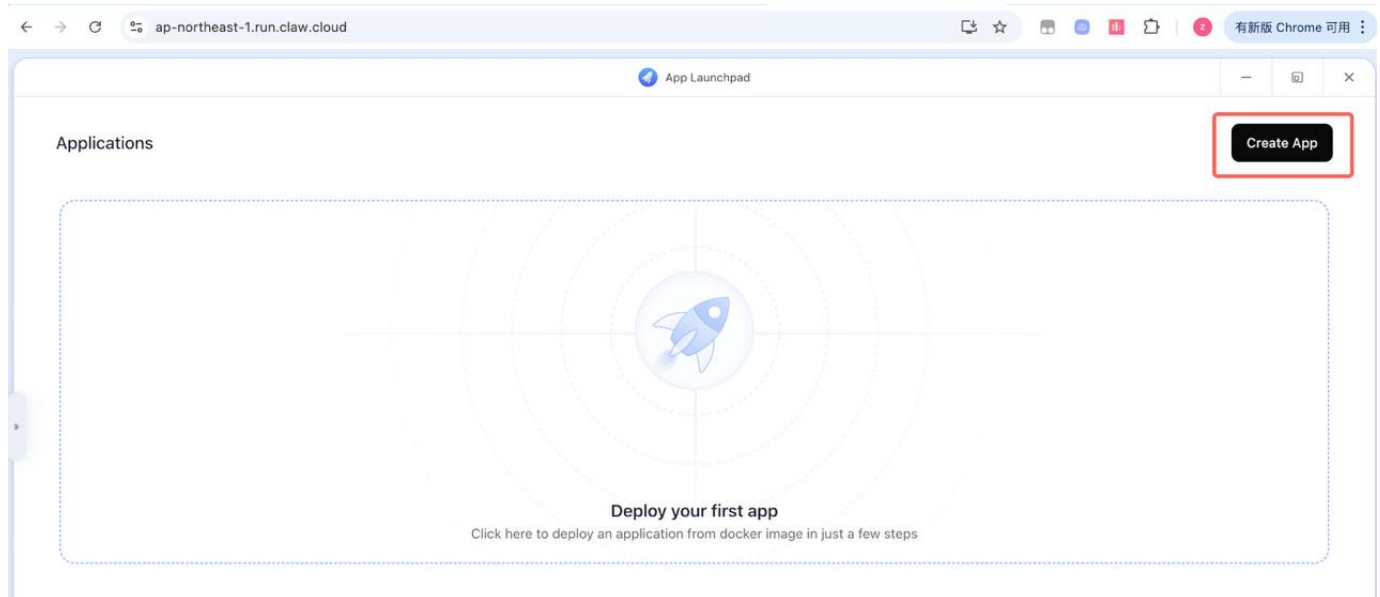 ap-northeast-1.run.claw.cloud
z
有新版 Chrome 可用
App Launchpad
Applications
Create App
Deploy your first app
Click here to deploy an application from docker image in just a few steps